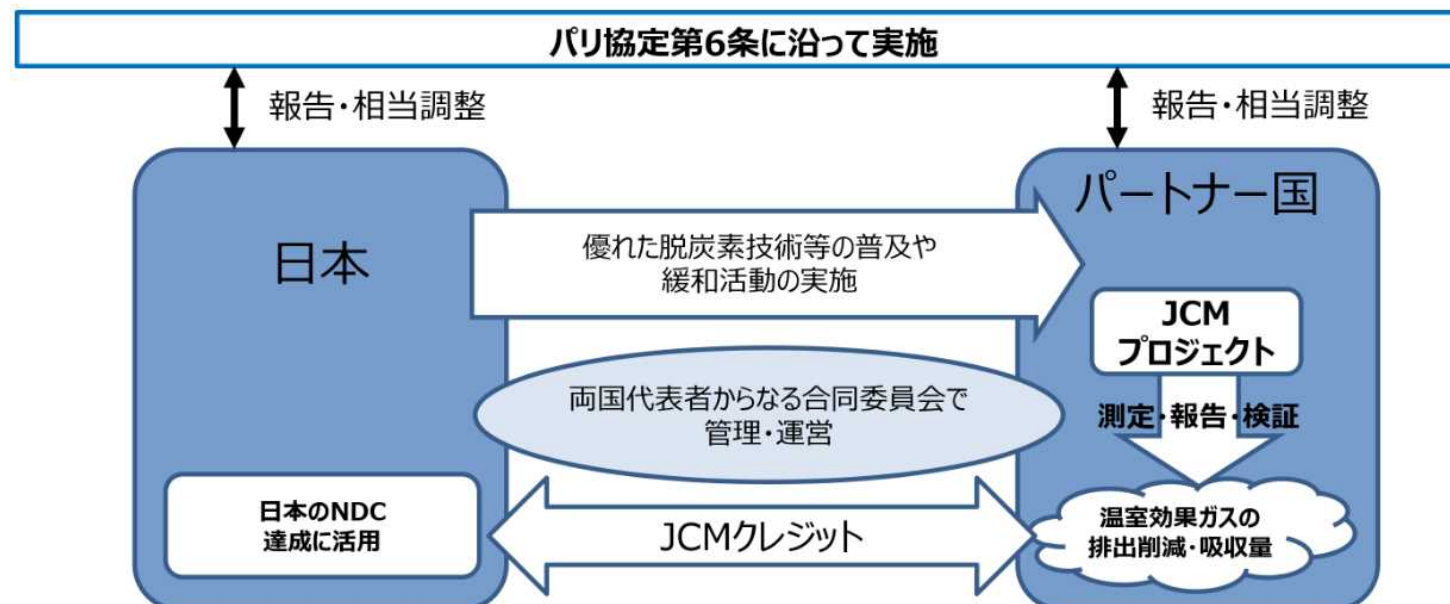 パリ協定第6条に沿って実施
報告・相当調整
報告・相当調整
日本
パートナー国
優れた脱炭素技術等の普及や
緩和活動の実施
JCM
プロジェクト
両国代表者からなる合同委員会で
管理・運営
測定・報告・検証
日本のNDC
達成に活用
JCMクレジット
温室効果ガスの
排出削減・吸収量